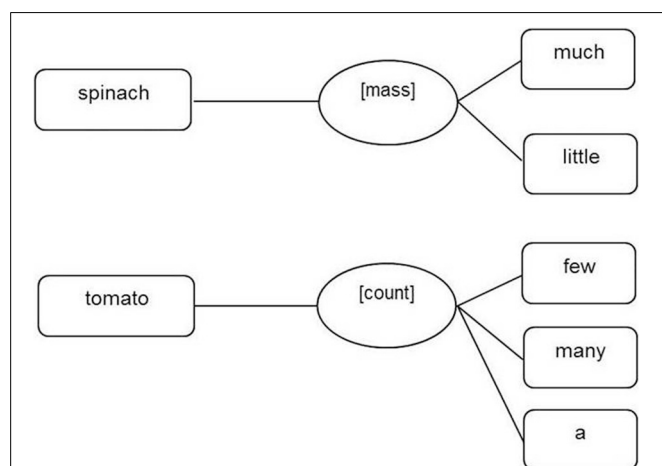 spinach
[mass]
much
little
tomato
[count]
few
many
a